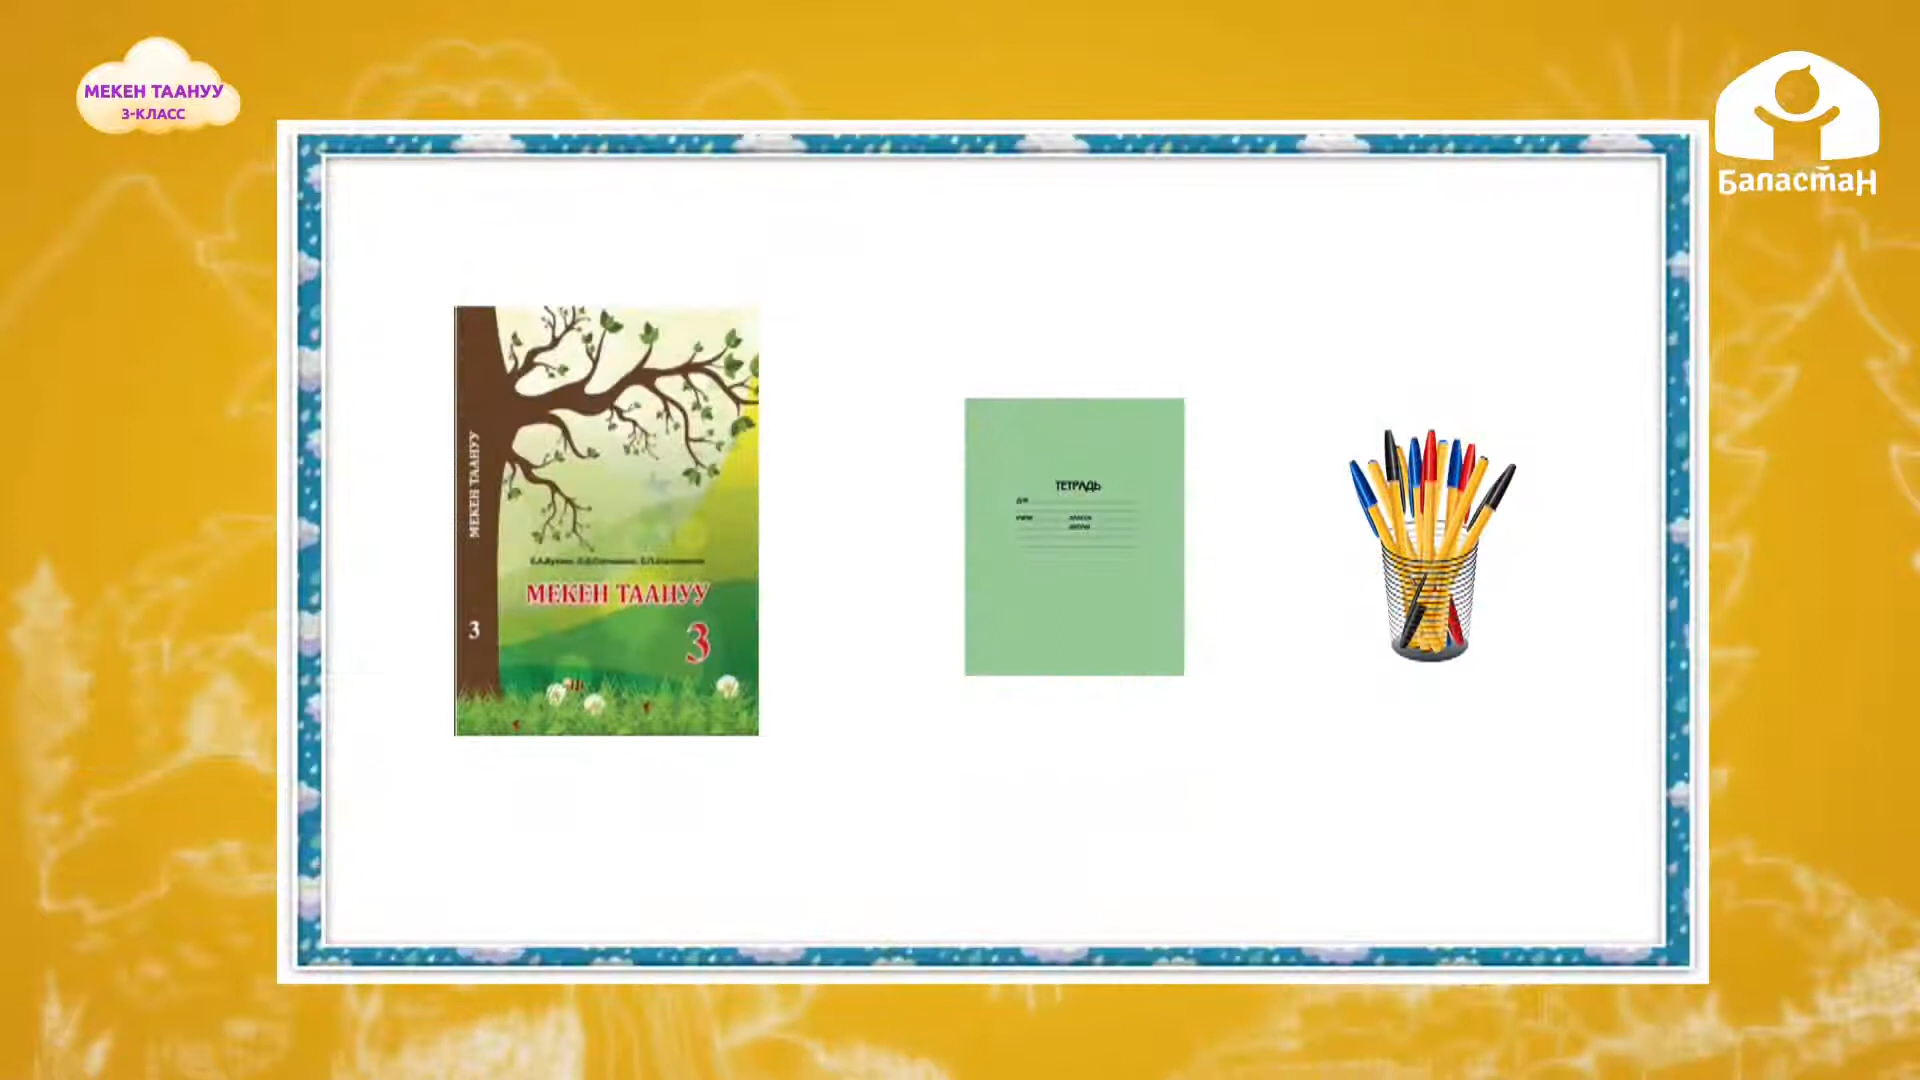 МЕКЕН ТААНУУ
3-КЛАСС
БаластаН
МЕКЕН ТААНУУ
3
МЕКЕН ТААНУУ
3
ТЕТРАДЬ